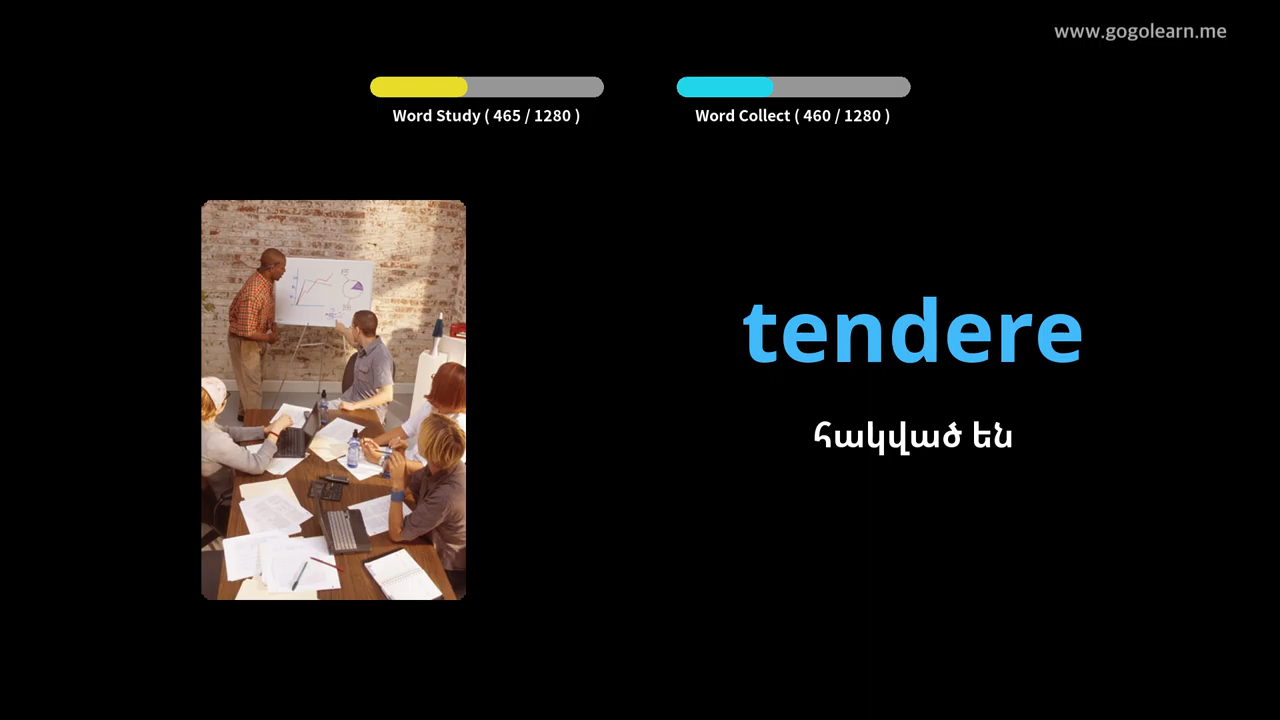 www.gogolearn.me
Word Study ( 465 / 1280 )
Word Collect ( 460 / 1280 )
tendere
հակված են